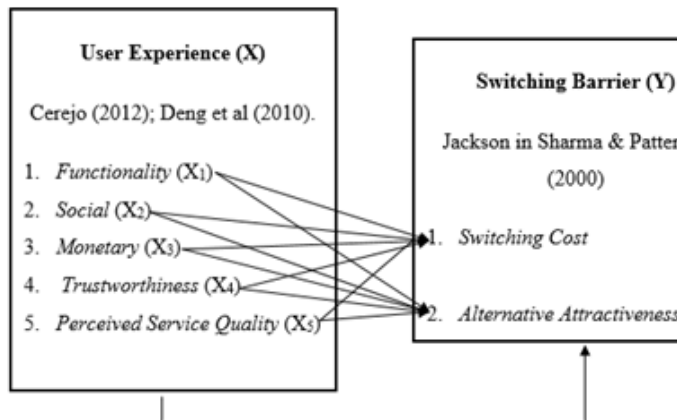 User Experience (X)
Cerejo (2012); Deng et al (2010).
1. Functionality (X1)
2. Social (X2)
3. Monetary (X3)
4. Trustworthiness (X4)
5. Perceived Service Quality (X5)
Switching Barrier (Y)
Jackson in Sharma & Patter
(2000)
1. Switching Cost
2. Alternative Attractiveness